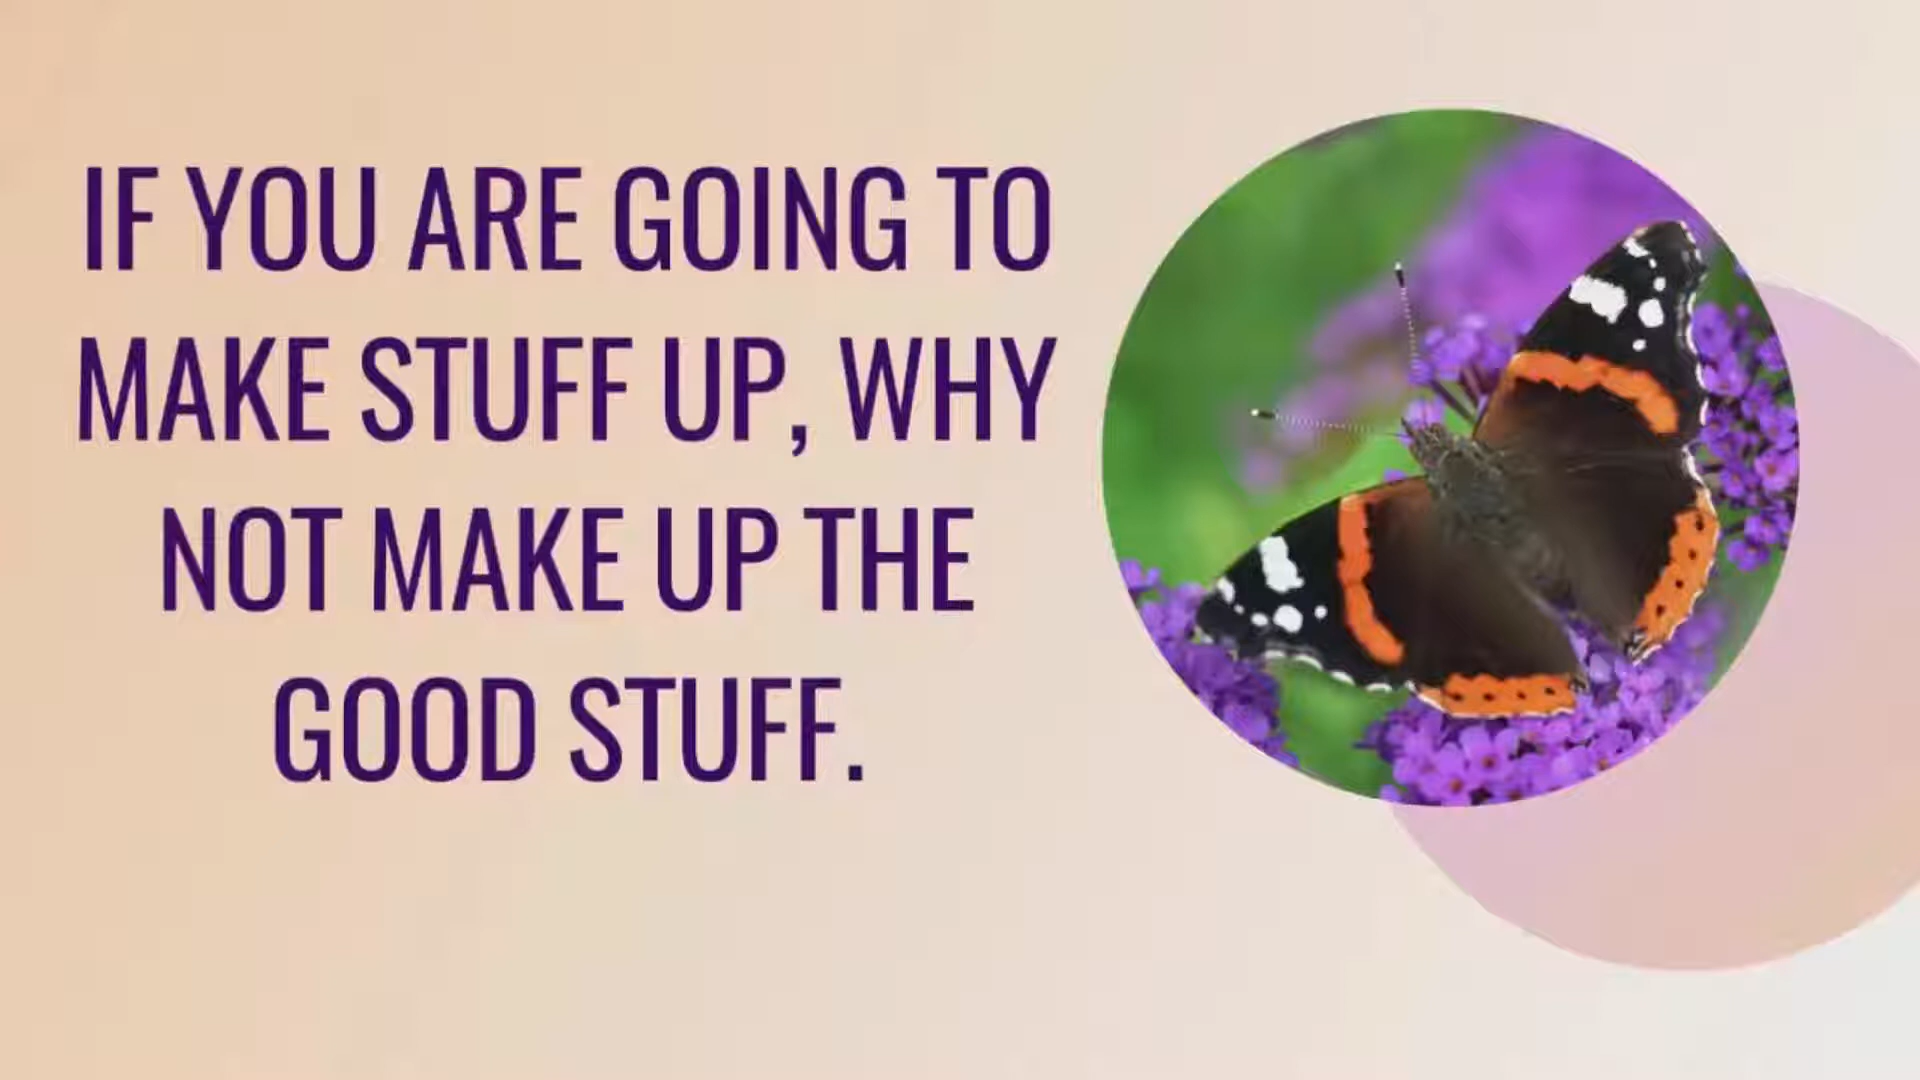 IF YOU ARE GOING TO
MAKE STUFF UP, WHY
NOT MAKE UP THE
GOOD STUFF.